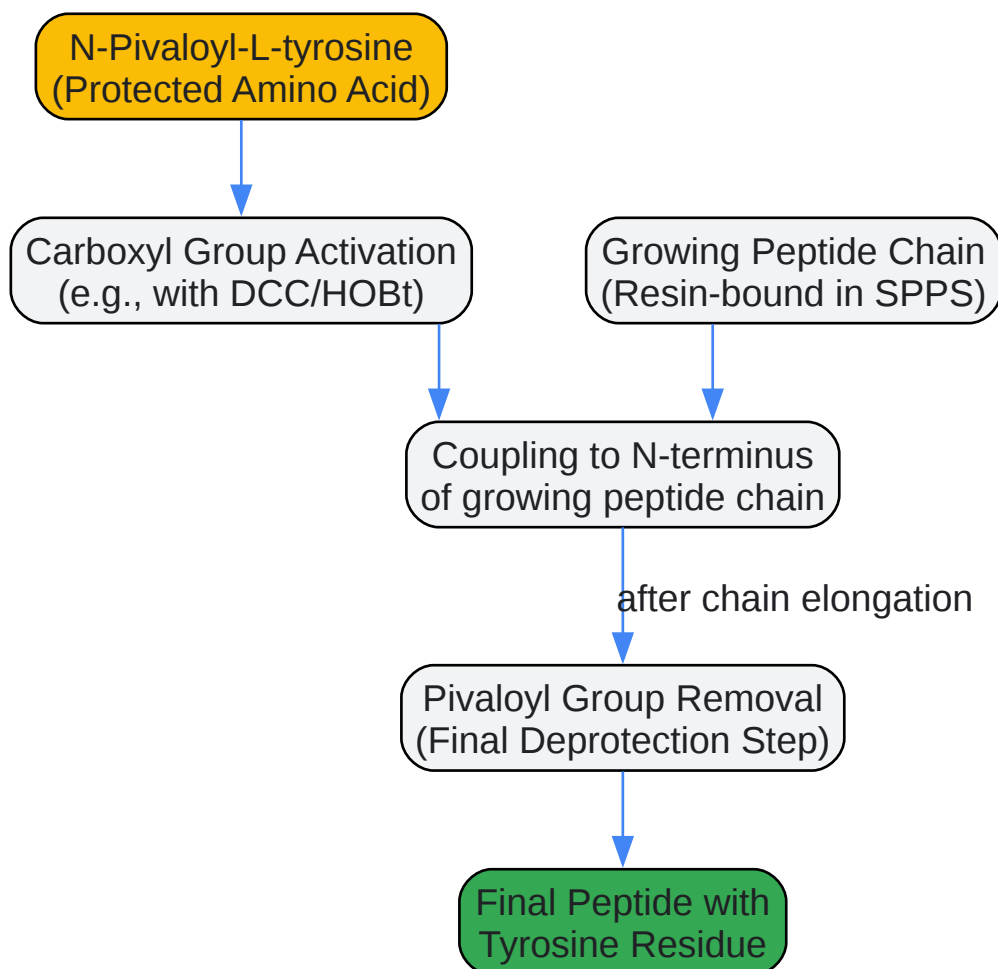 N-Pivaloyl-L-tyrosine
(Protected Amino Acid)
Carboxyl Group Activation
(e.g., with DCC/HOBt)
Growing Peptide Chain
(Resin-bound in SPPS)
Coupling to N-terminus
of growing peptide chain
after chain elongation
Pivaloyl Group Removal
(Final Deprotection Step)
Final Peptide with
Tyrosine Residue